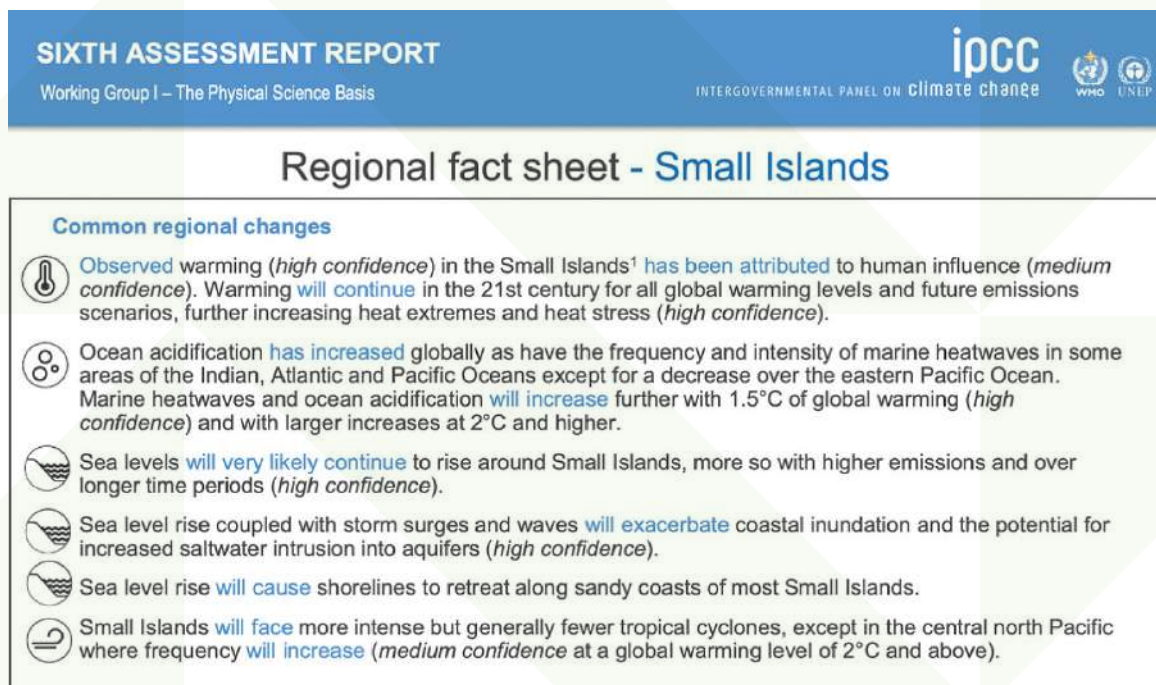 SIXTH ASSESSMENT REPORT
Working Group I – The Physical Science Basis
ipcc
INTERGOVERNMENTAL PANEL ON climate change
WMO UNEP
Regional fact sheet - Small Islands
Common regional changes
Observed warming (high confidence) in the Small Islands¹ has been attributed to human influence (medium
confidence). Warming will continue in the 21st century for all global warming levels and future emissions
scenarios, further increasing heat extremes and heat stress (high confidence).
Ocean acidification has increased globally as have the frequency and intensity of marine heatwaves in some
areas of the Indian, Atlantic and Pacific Oceans except for a decrease over the eastern Pacific Ocean.
Marine heatwaves and ocean acidification will increase further with 1.5°C of global warming (high
confidence) and with larger increases at 2°C and higher.
Sea levels will very likely continue to rise around Small Islands, more so with higher emissions and over
longer time periods (high confidence).
Sea level rise coupled with storm surges and waves will exacerbate coastal inundation and the potential for
increased saltwater intrusion into aquifers (high confidence).
Sea level rise will cause shorelines to retreat along sandy coasts of most Small Islands.
Small Islands will face more intense but generally fewer tropical cyclones, except in the central north Pacific
where frequency will increase (medium confidence at a global warming level of 2°C and above).